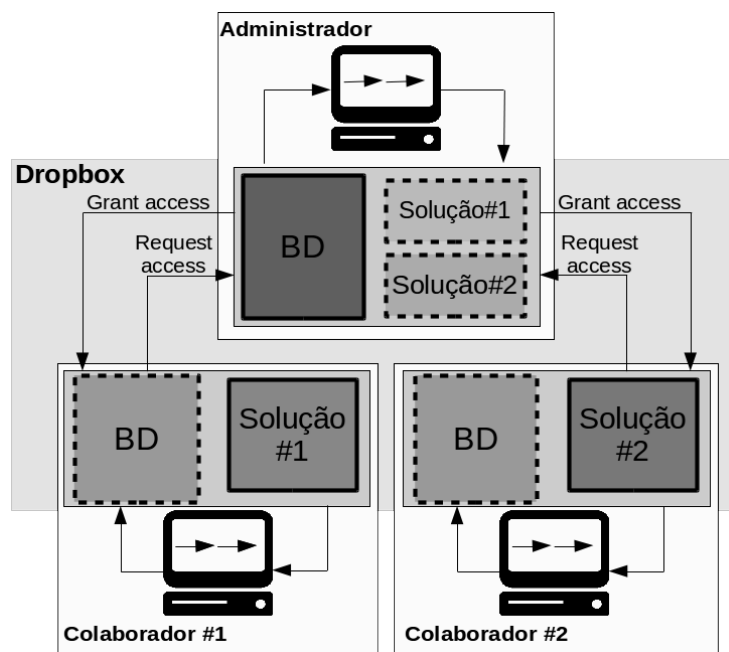 Administrador
Dropbox
Grant access
Request
access
BD
Solução#1
Solução#2
Grant access
Request
access
BD
Solução
#1
BD
Solução
#2
Colaborador #1
Colaborador #2